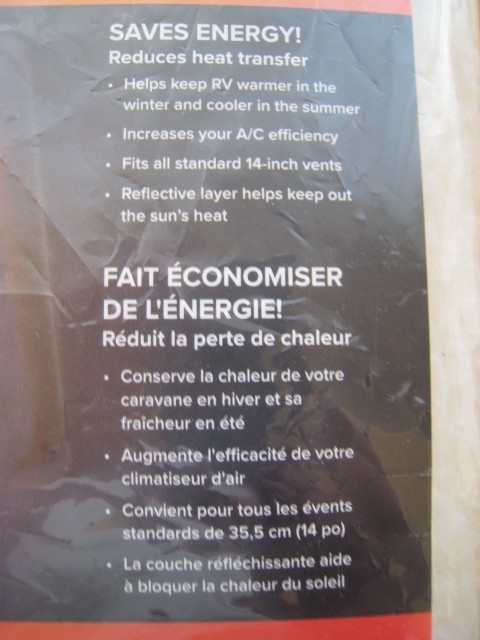 SAVES ENERGY!
Reduces heat transfer
• Helps keep RV warmer in the
winter and cooler in the summer
• Increases your A/C efficiency
• Fits all standard 14-inch vents
• Reflective layer helps keep out
the sun's heat
FAIT ÉCONOMISER
DE L'ÉNERGIE!
Réduit la perte de chaleur
• Conserve la chaleur de votre
caravane en hiver et sa
fraîcheur en été
• Augmente l'efficacité de votre
climatiseur d'air
• Convient pour tous les évents
standards de 35,5 cm (14 po)
• La couche réfléchissante aide
à bloquer la chaleur du soleil